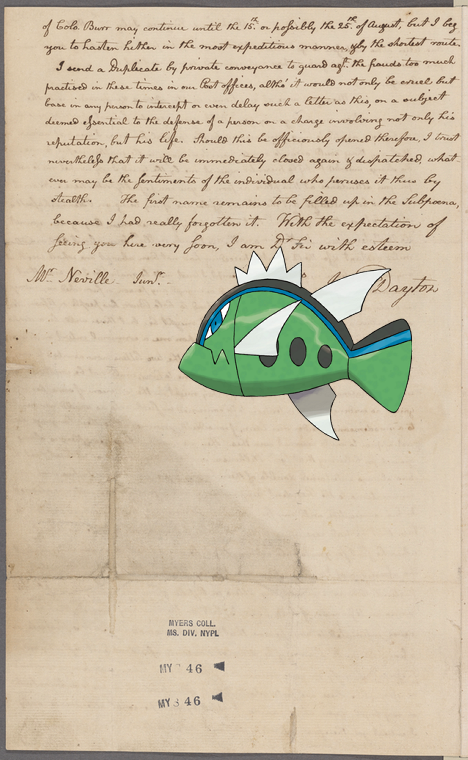 of Colo. Burr may continue until the 15th or possibly the 25th of August, but I beg
you to hasten hither in the most expeditious manner, & by the shortest route.
I send a Duplicate by private conveyance to guard agt. the frauds too much
practised in these times in our Post offices, altho' it would not only be cruel but
base in any person to intercept or even delay such a letter as this, on a subject
deemed essential to the defense of a person on a charge involving not only his
reputation, but his life. Should this be officiously opened therefore, I trust
nevertheless that it will be immediately closed again & despatched, what
ever may be the sentiments of the individual who peruses it thus by
stealth. The first name remains to be filled up in the Subpoena,
because I had really forgotten it. With the expectation of
seeing you here very soon, I am Dr Sir with esteem
Mr. Neville Junr.
Dayton
MYERS COLL.
MS. DIV. NYPL
MY 46
MY 46